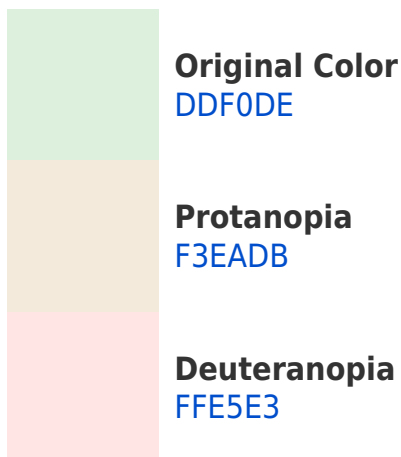 Original Color
DDF0DE
Protanopia
F3EADB
Deuteranopia
FFE5E3